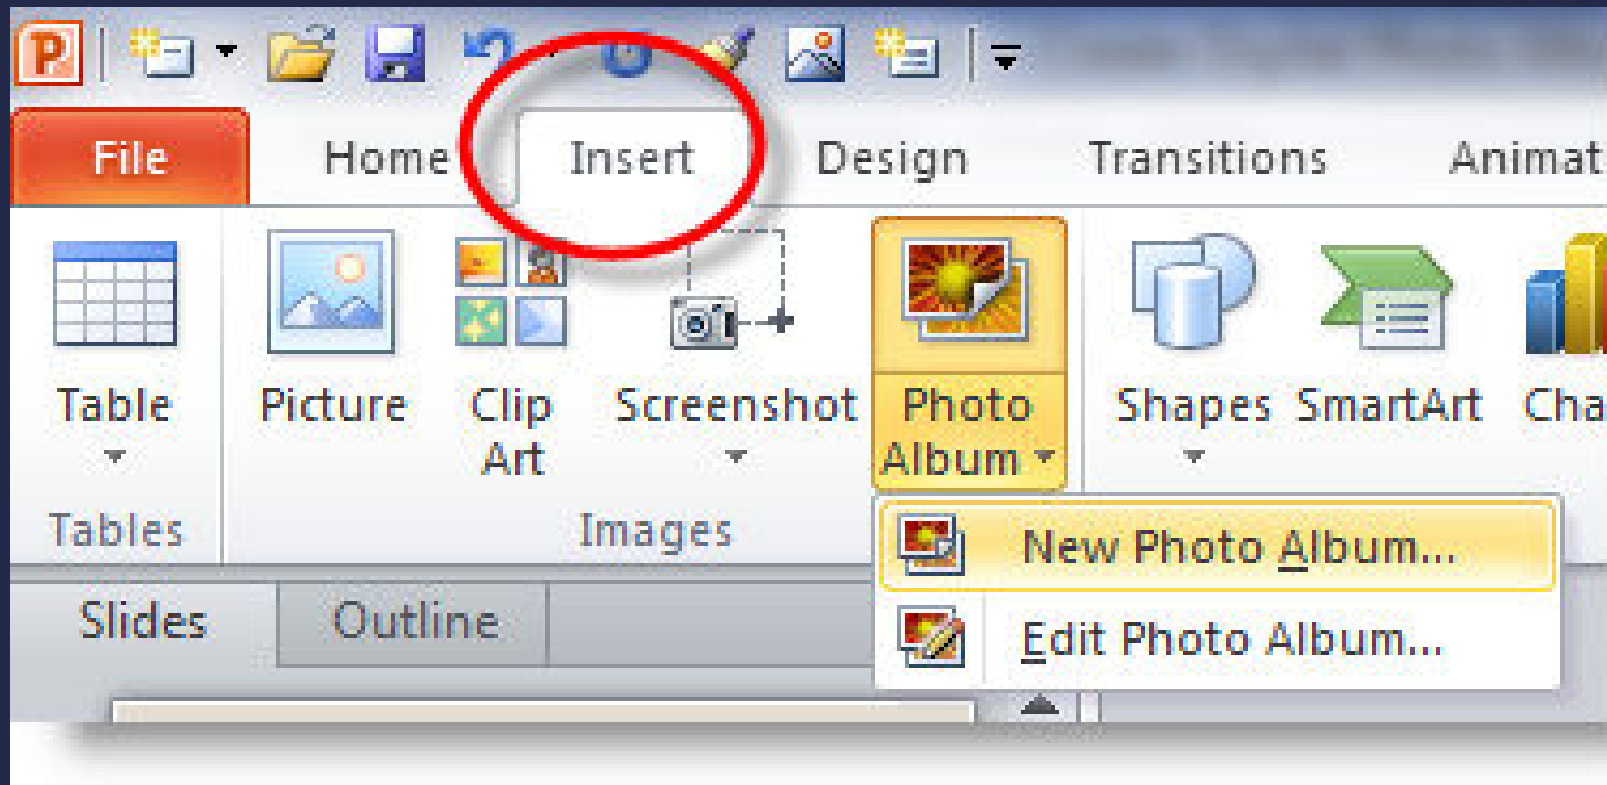 File Home Insert Design Transitions Animat
Table Picture Clip Art Screenshot Photo Album Shapes SmartArt Cha
Tables Images
New Photo Album...
Edit Photo Album...
Slides Outline